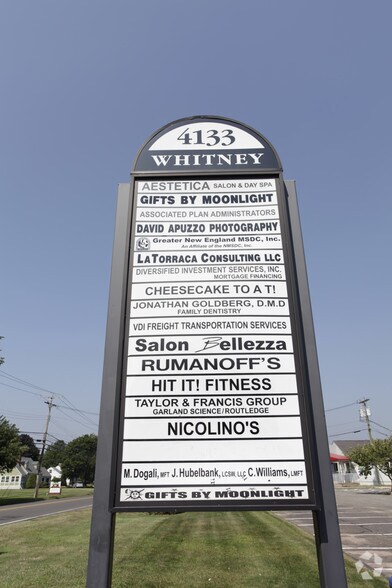 4133
WHITNEY
AESTETICA SALON & DAY SPA
GIFTS BY MOONLIGHT
ASSOCIATED PLAN ADMINISTRATORS
DAVID APUZZO PHOTOGRAPHY
Greater New England MSDC, Inc.
An Affiliate of the NMSDC, Inc.
LATORRACA CONSULTING LLC
DIVERSIFIED INVESTMENT SERVICES, INC.
MORTGAGE FINANCING
CHEESECAKE TO A T!
JONATHAN GOLDBERG, D.M.D
FAMILY DENTISTRY
VDI FREIGHT TRANSPORTATION SERVICES
Salon Bellezza
RUMANOFF'S
HIT IT! FITNESS
TAYLOR & FRANCIS GROUP
GARLAND SCIENCE/ROUTLEDGE
NICOLINO'S
M. Dogali, MFT J. Hubelbank, LCSW, LLC C. Williams, LMFT
GIFTS BY MOONLIGHT